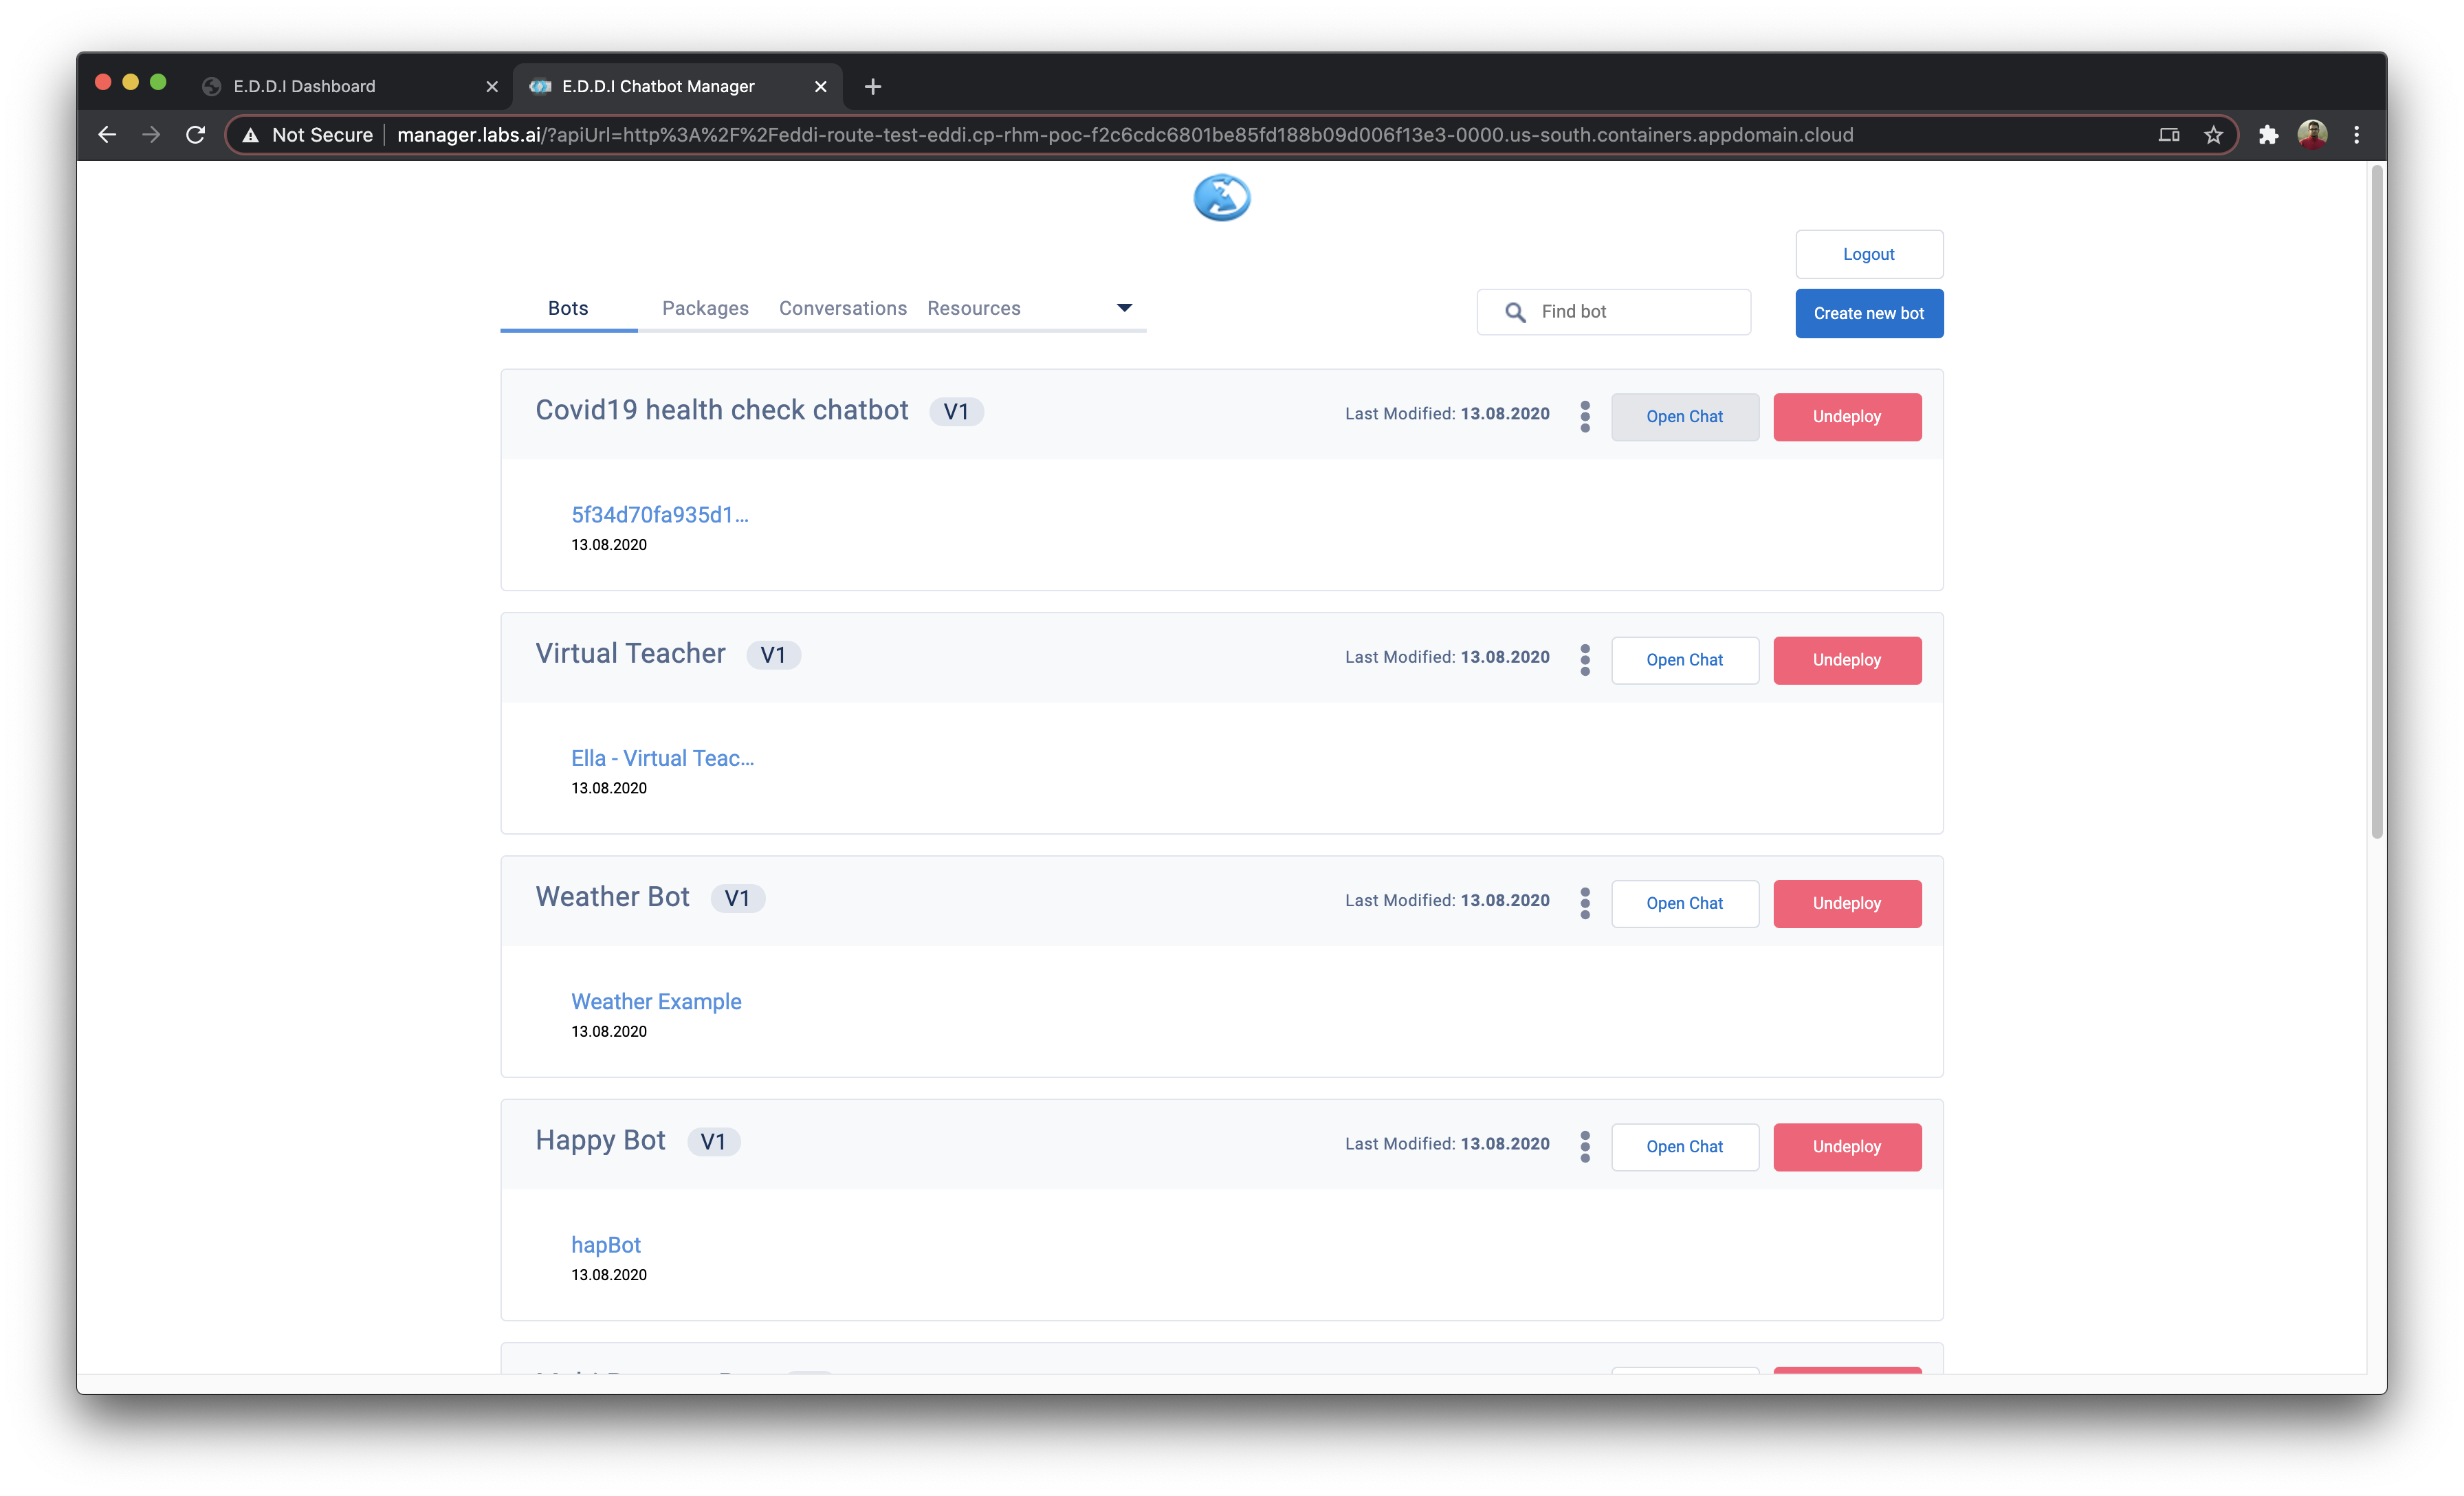 E.D.D.I Dashboard
E.D.D.I Chatbot Manager
Not Secure
manager.labs.ai/?apiUrl=http%3A%2F%2Feddi-route-test-eddi.cp-rhm-poc-f2c6cdc6801be85fd188b09d006f13e3-0000.us-south.containers.appdomain.cloud
Logout
Bots Packages Conversations Resources
Find bot
Create new bot
Covid19 health check chatbot V1
Last Modified: 13.08.2020
Open Chat
Undeploy
5f34d70fa935d1...
13.08.2020
Virtual Teacher V1
Last Modified: 13.08.2020
Open Chat
Undeploy
Ella - Virtual Teac...
13.08.2020
Weather Bot V1
Last Modified: 13.08.2020
Open Chat
Undeploy
Weather Example
13.08.2020
Happy Bot V1
Last Modified: 13.08.2020
Open Chat
Undeploy
hapBot
13.08.2020